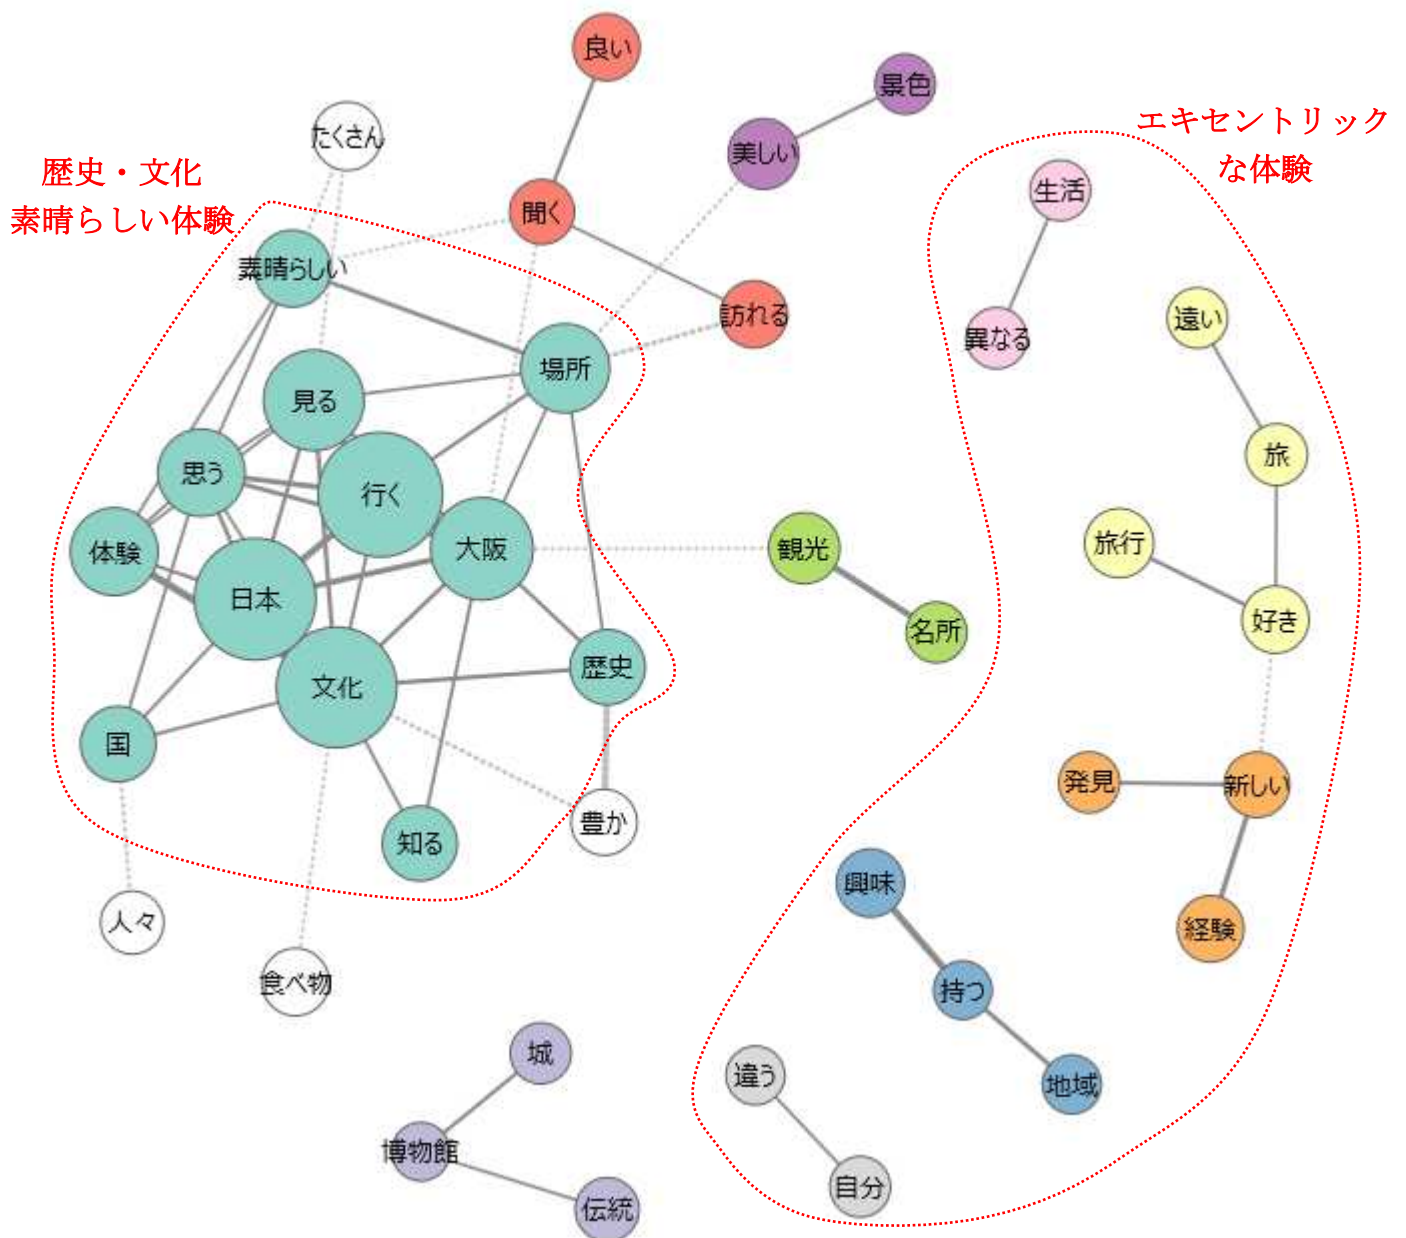 良い
景色
エキセントリック
な体験
たくさん
美しい
歴史・文化
素晴らしい体験
生活
聞く
素晴らしい
訪れる
遠い
異なる
場所
見る
旅
思う
行く
体験
大阪
観光
旅行
日本
名所
好き
歴史
文化
国
発見
新しい
豊か
知る
興味
人々
経験
食べ物
持つ
城
違う
地域
博物館
自分
伝統